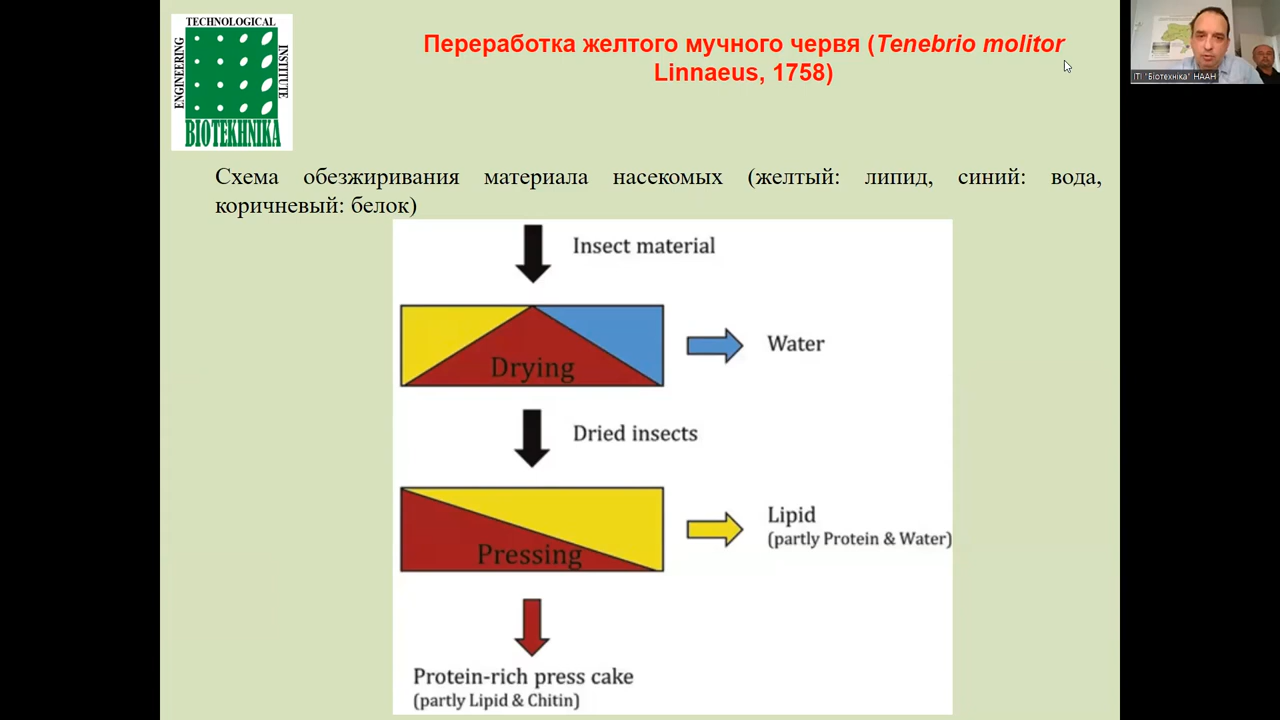 TECHNOLOGICAL
ENGINEERING
INSTITUTE
BIOTEKHNIKA
Переработка желтого мучного червя (Tenebrio molitor
Linnaeus, 1758)
ІТІ "Біотехніка" НААН
Схема обезжиривания материала насекомых (желтый: липид, синий: вода,
коричневый: белок)
Insect material
Drying
Water
Dried insects
Pressing
Lipid
(partly Protein & Water)
Protein-rich press cake
(partly Lipid & Chitin)